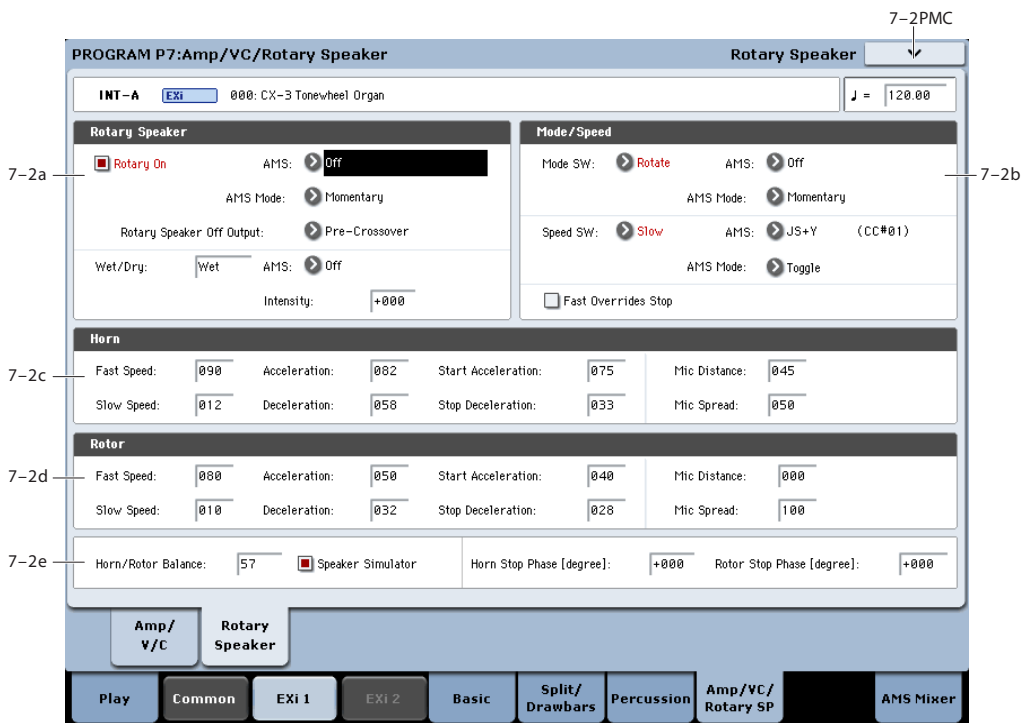 7-2PMC
PROGRAM P7:Amp/VC/Rotary Speaker Rotary Speaker
INT-A EXi 000: CX-3 Tonewheel Organ ♩ = 120.00
Rotary Speaker Mode/Speed
7-2a Rotary On AMS: Off Mode SW: Rotate AMS: Off 7-2b
AMS Mode: Momentary AMS Mode: Momentary
Rotary Speaker Off Output: Pre-Crossover Speed SW: Slow AMS: JS+Y (CC#01)
Wet/Dry: Wet AMS: Off AMS Mode: Toggle
Intensity: +000 Fast Overrides Stop
Horn
7-2c Fast Speed: 090 Acceleration: 082 Start Acceleration: 075 Mic Distance: 045
Slow Speed: 012 Deceleration: 058 Stop Deceleration: 033 Mic Spread: 050
Rotor
7-2d Fast Speed: 080 Acceleration: 050 Start Acceleration: 040 Mic Distance: 000
Slow Speed: 010 Deceleration: 032 Stop Deceleration: 028 Mic Spread: 100
7-2e Horn/Rotor Balance: 57 Speaker Simulator Horn Stop Phase [degree]: +000 Rotor Stop Phase [degree]: +000
Amp/ Rotary
V/C Speaker
Play Common EXi 1 EXi 2 Basic Split/ Percussion Amp/VC/ AMS Mixer
Drawbars Rotary SP